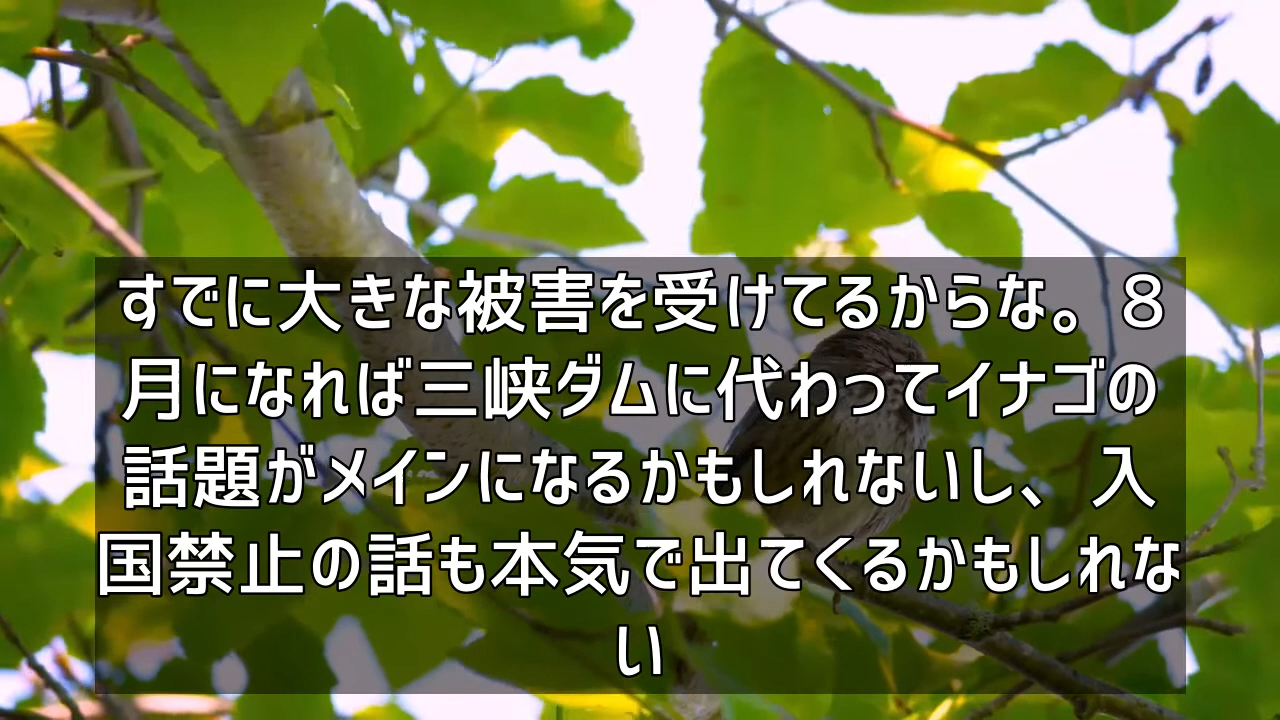 すでに大きな被害を受けてるからな。８
月になれば三峡ダムに代わってイナゴの
話題がメインになるかもしれないし、入
国禁止の話も本気で出てくるかもしれな
い